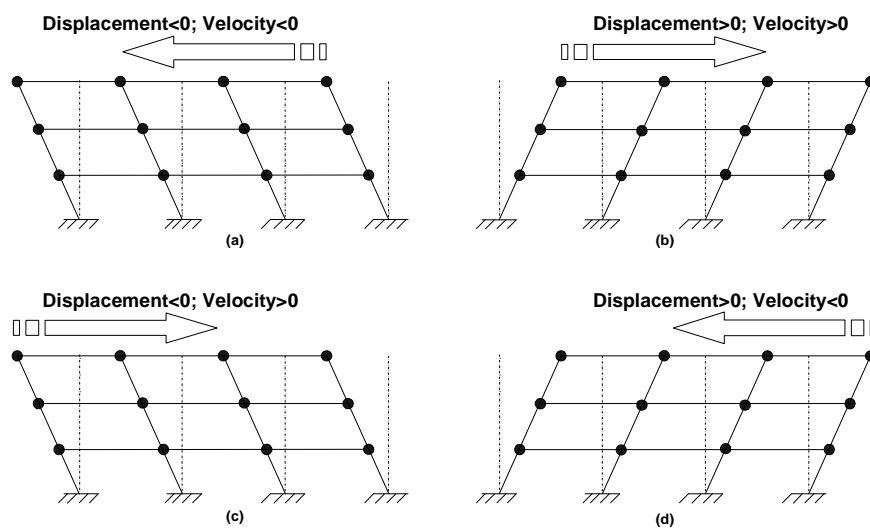 Displacement<0; Velocity<0
Displacement>0; Velocity>0
(a)
(b)
Displacement<0; Velocity>0
Displacement>0; Velocity<0
(c)
(d)